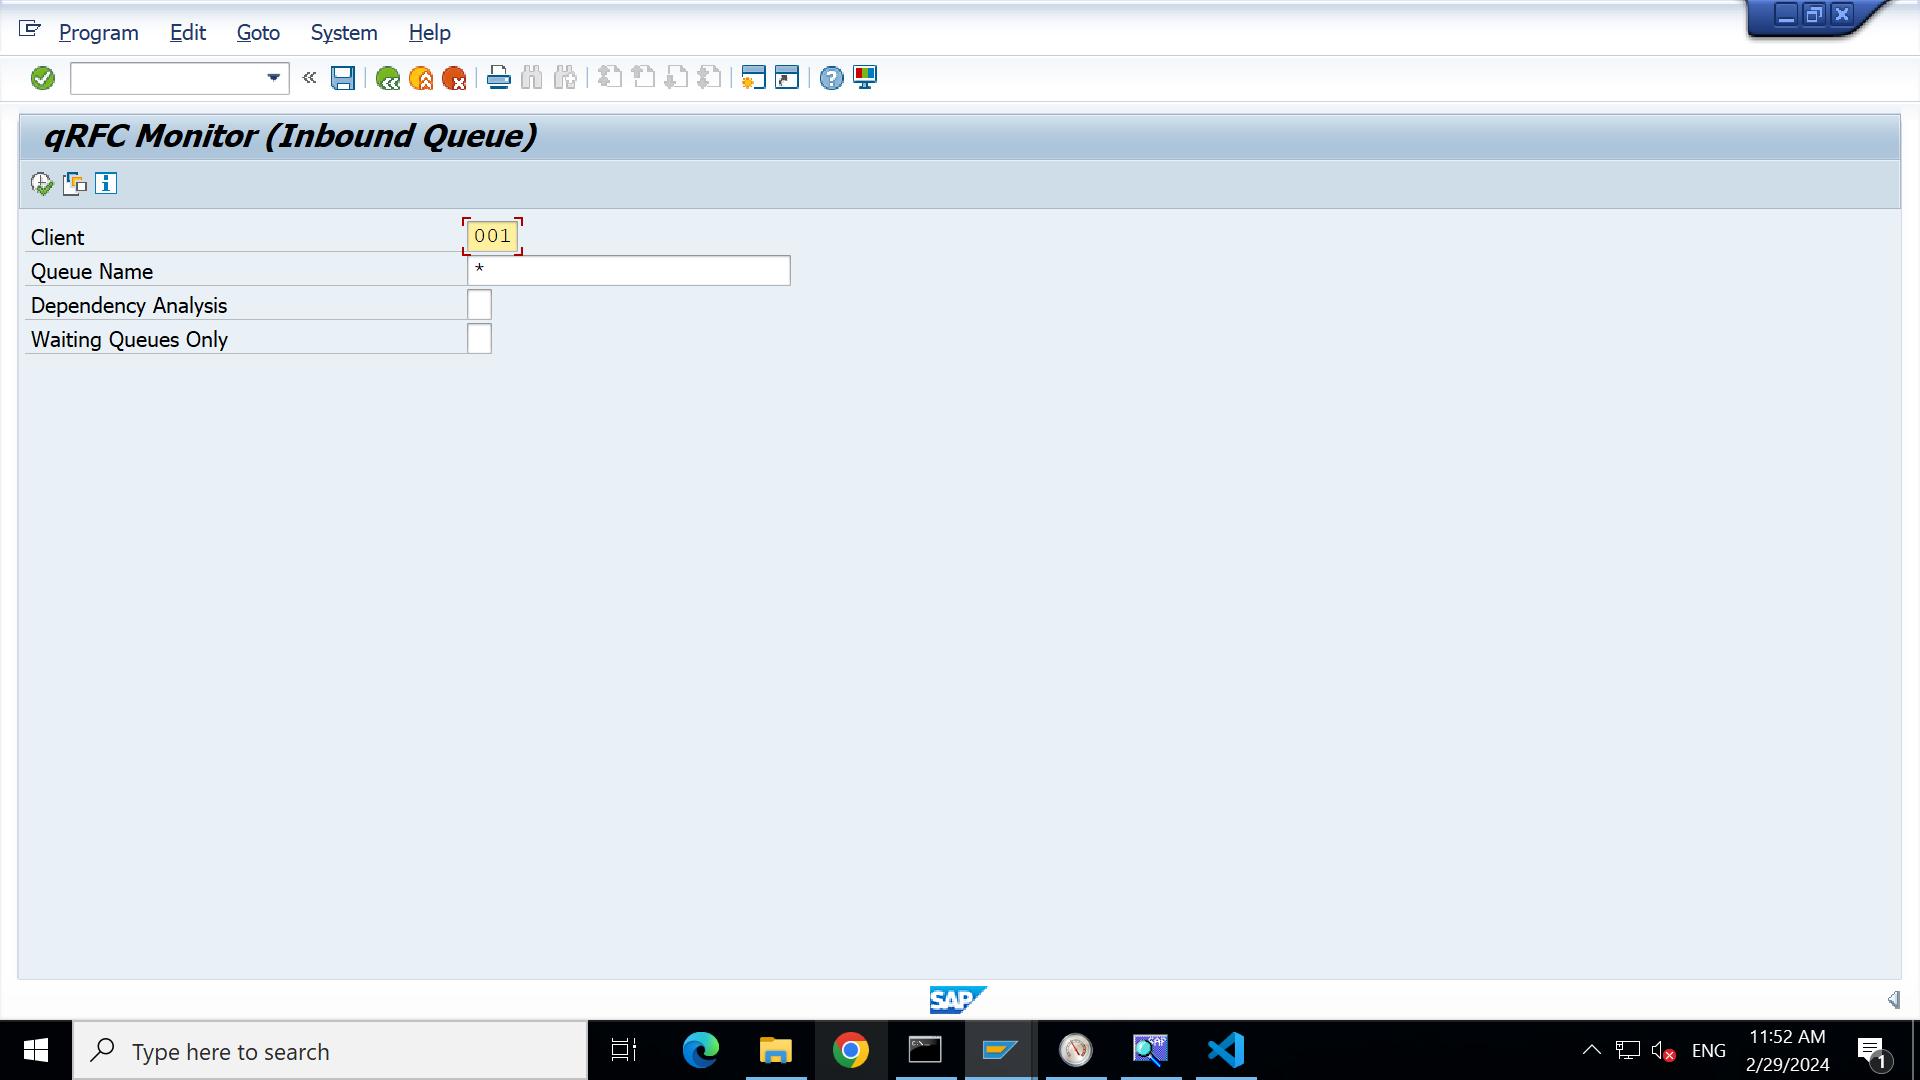 Program Edit Goto System Help
qRFC Monitor (Inbound Queue)
Client 001
Queue Name *
Dependency Analysis
Waiting Queues Only
SAP
Type here to search
ENG
11:52 AM
2/29/2024
1